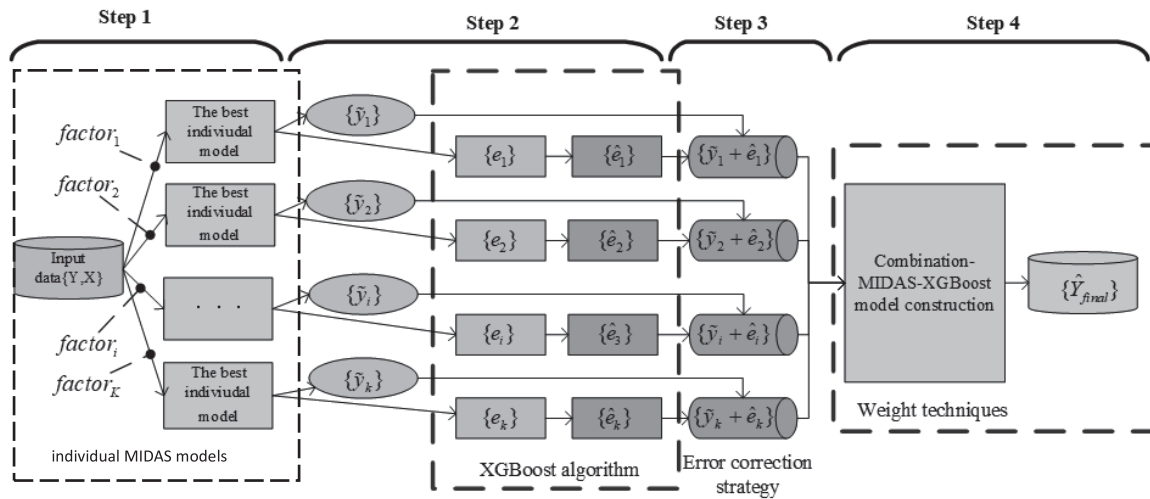 Step 1
Step 2
Step 3
Step 4
factor₁
factor₂
factorᵢ
factor_K
Input
data{Y,X}
The best
indiviudal
model
The best
indiviudal
model
. . .
The best
indiviudal
model
individual MIDAS models
{ỹ₁}
{e₁}
{ê₁}
{ỹ₁ + ê₁}
{ỹ₂}
{e₂}
{ê₂}
{ỹ₂ + ê₂}
{ỹᵢ}
{eᵢ}
{ê₃}
{ỹᵢ + êᵢ}
{ỹₖ}
{eₖ}
{êₖ}
{ỹₖ + êₖ}
XGBoost algorithm
Error correction
strategy
Combination-
MIDAS-XGBoost
model construction
Weight techniques
{Ŷ_final}